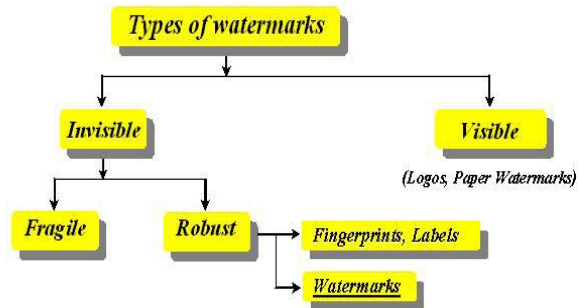 Types of watermarks
Invisible
Visible
(Logos, Paper Watermarks)
Fragile
Robust
Fingerprints, Labels
Watermarks